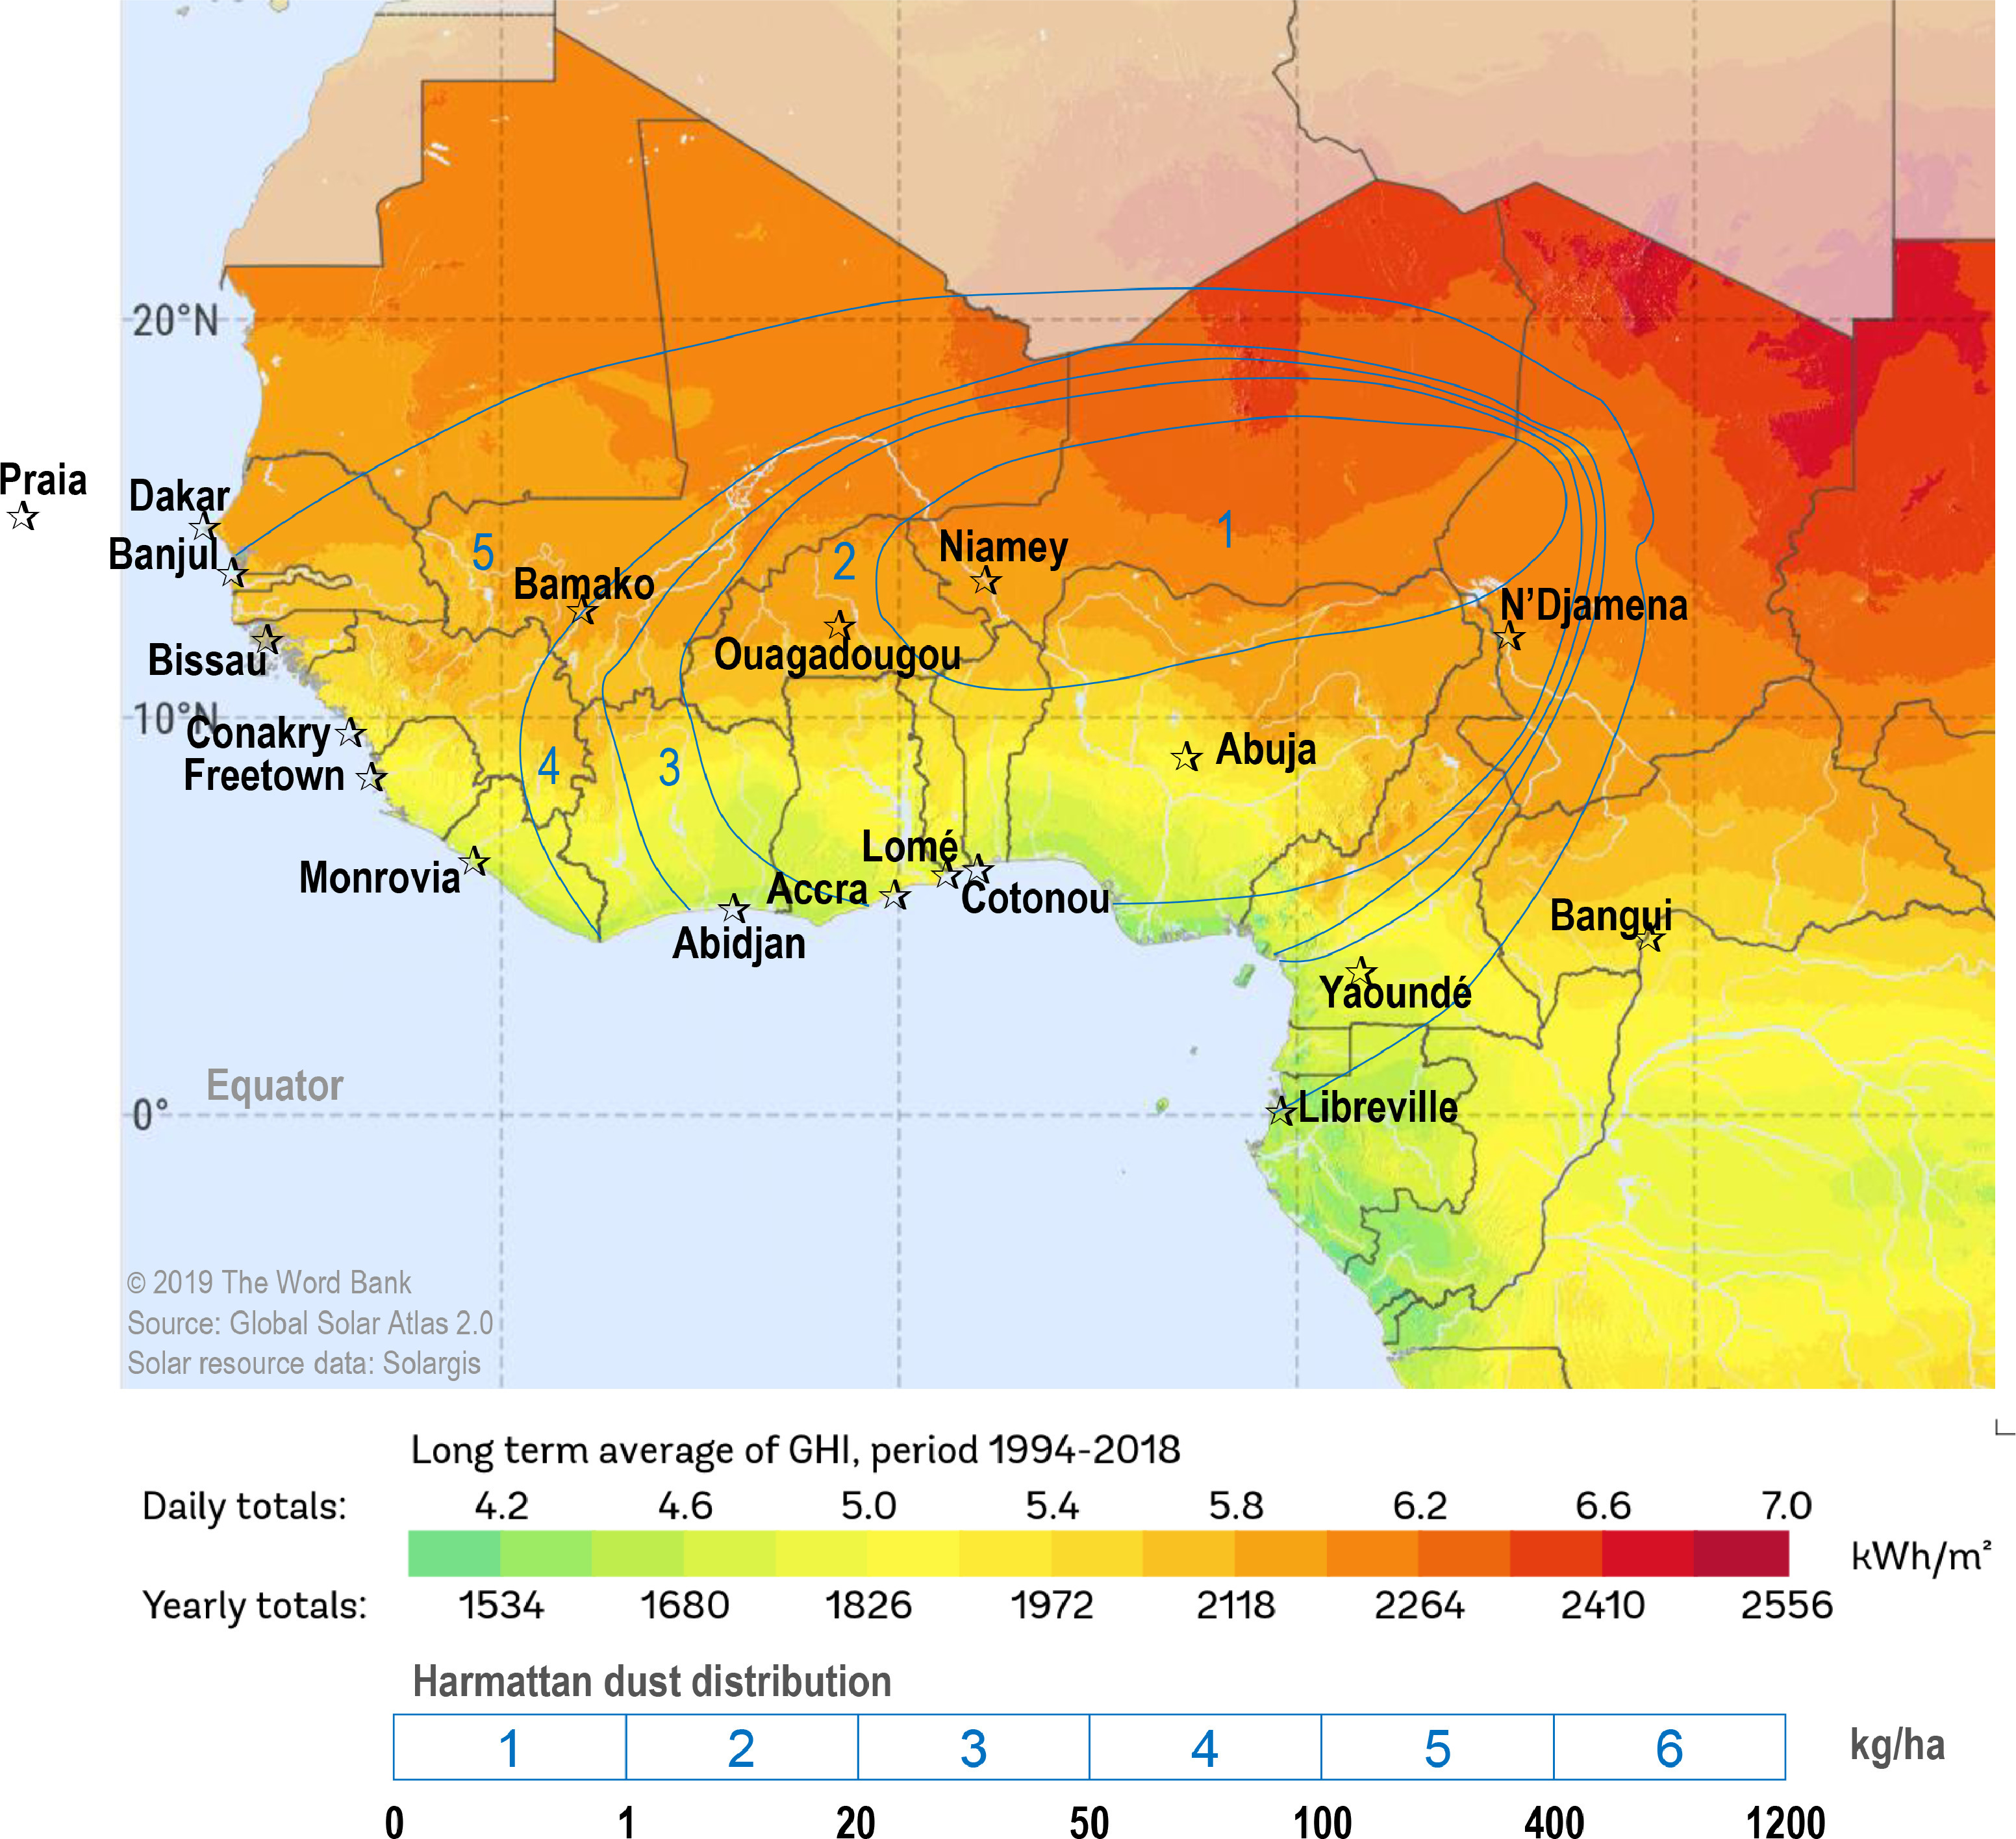 20°N
Praia
Dakar
Banjul
5
2
Niamey
1
Bamako
N'Djamena
Ouagadougou
Bissau
10°N
Conakry
Freetown
4
3
Abuja
Monrovia
Lomé
Accra
Cotonou
Abidjan
Bangui
Yaoundé
Equator
0°
Libreville
© 2019 The Word Bank
Source: Global Solar Atlas 2.0
Solar resource data: Solargis
Long term average of GHI, period 1994-2018
Daily totals: 4.2 4.6 5.0 5.4 5.8 6.2 6.6 7.0
kWh/m²
Yearly totals: 1534 1680 1826 1972 2118 2264 2410 2556
Harmattan dust distribution
1 2 3 4 5 6 kg/ha
0 1 20 50 100 400 1200